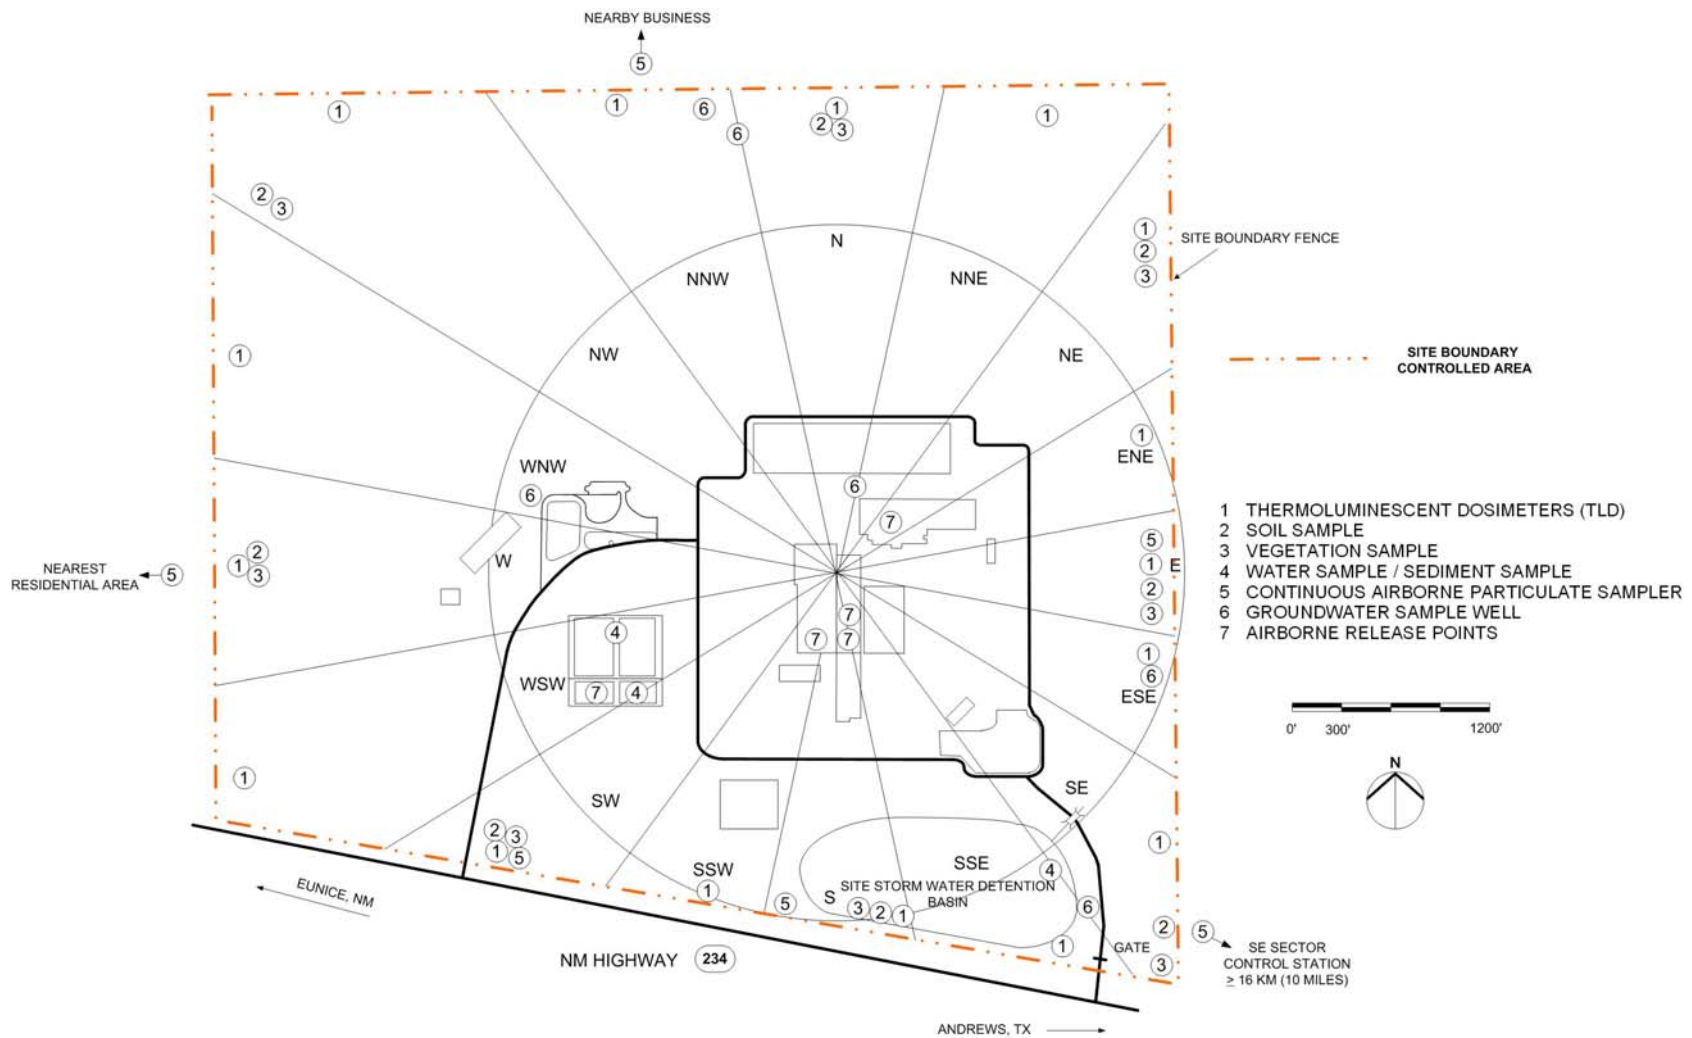 NEARBY BUSINESS
5
1
1
6
6
1
2
3
1
2
3
1
2
3
SITE BOUNDARY FENCE
N
NNW
NNE
NW
NE
1
SITE BOUNDARY
CONTROLLED AREA
1
ENE
WNW
6
6
7
1 THERMOLUMINESCENT DOSIMETERS (TLD)
2 SOIL SAMPLE
3 VEGETATION SAMPLE
4 WATER SAMPLE / SEDIMENT SAMPLE
5 CONTINUOUS AIRBORNE PARTICULATE SAMPLER
6 GROUNDWATER SAMPLE WELL
7 AIRBORNE RELEASE POINTS
NEAREST
RESIDENTIAL AREA
5
1
2
3
W
5
1
E
2
3
4
7
7
7
1
6
ESE
WSW
7
4
0'
300'
1200'
N
1
SW
SE
2
3
1
5
1
SSW
1
SSE
4
S
SITE STORM WATER DETENTION
BASIN
5
3
2
1
6
1
GATE
2
3
5
SE SECTOR
CONTROL STATION
≥ 16 KM (10 MILES)
EUNICE, NM
NM HIGHWAY 234
ANDREWS, TX